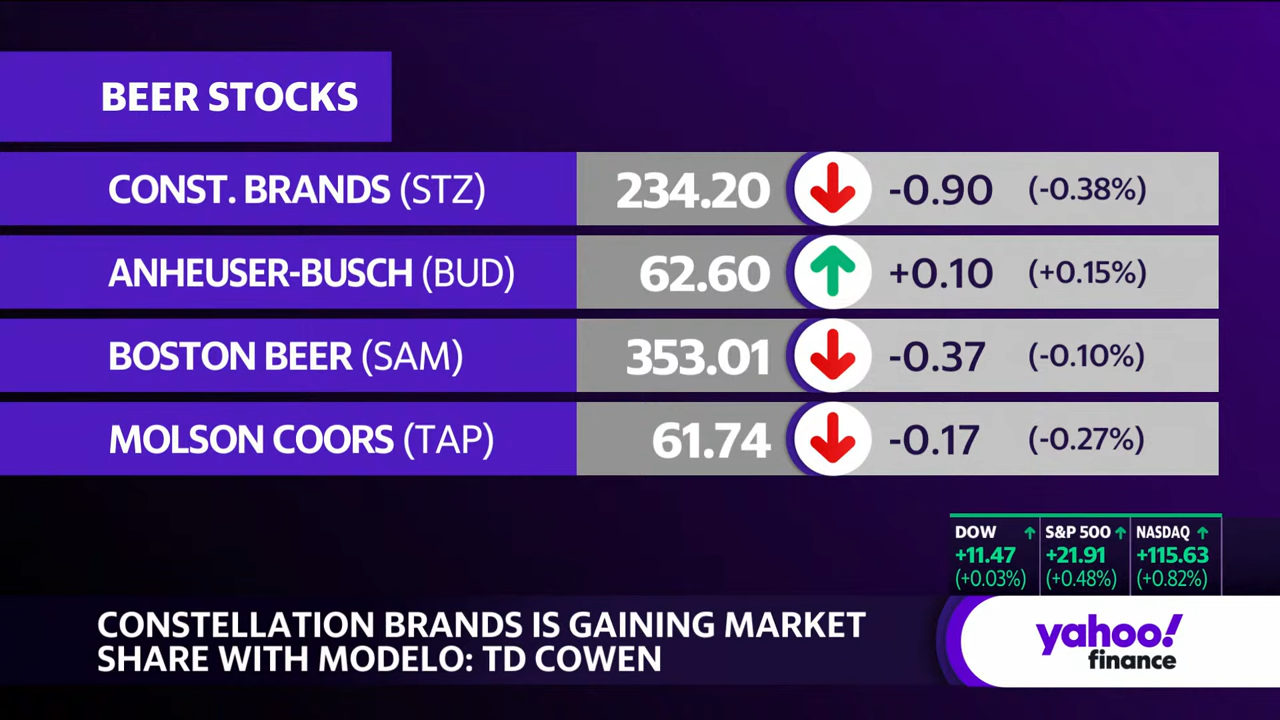 BEER STOCKS
CONST. BRANDS (STZ) 234.20 -0.90 (-0.38%)
ANHEUSER-BUSCH (BUD) 62.60 +0.10 (+0.15%)
BOSTON BEER (SAM) 353.01 -0.37 (-0.10%)
MOLSON COORS (TAP) 61.74 -0.17 (-0.27%)
DOW S&P 500 NASDAQ
+11.47 +21.91 +115.63
(+0.03%) (+0.48%) (+0.82%)
CONSTELLATION BRANDS IS GAINING MARKET
SHARE WITH MODELO: TD COWEN
yahoo!
finance